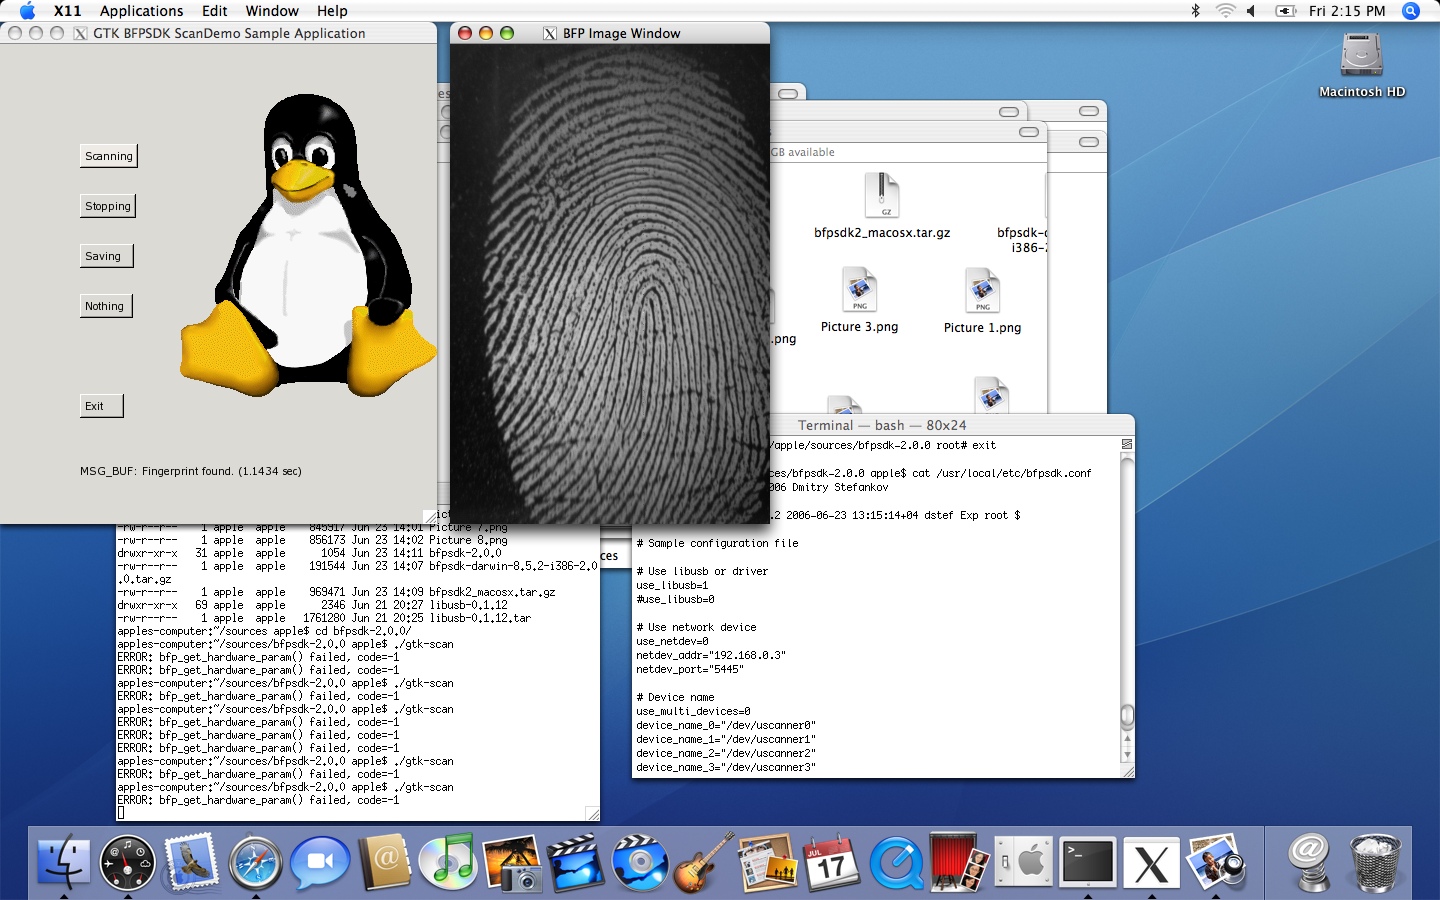 X11 Applications Edit Window Help
Fri 2:15 PM
GTK BFPSDK ScanDemo Sample Application
Scanning
Stopping
Saving
Nothing
Exit
MSG_BUF: Fingerprint found. (1.1434 sec)
BFP Image Window
es
Macintosh HD
GB available
GZ
bfpsdk2_macosx.tar.gz
bfpsdk-
i386-2
PNG
Picture 3.png
PNG
Picture 1.png
.png
Terminal — bash — 80x24
/apple/sources/bfpsdk-2.0.0 root# exit
ces/bfpsdk-2.0.0 apple$ cat /usr/local/etc/bfpsdk.conf
006 Dmitry Stefankov
.2 2006-06-23 13:15:14+04 dstef Exp root $
# Sample configuration file
# Use libusb or driver
use_libusb=1
#use_libusb=0
# Use network device
use_netdev=0
netdev_addr="192.168.0.3"
netdev_port="5445"
# Device name
use_multi_devices=0
device_name_0="/dev/uscanner0"
device_name_1="/dev/uscanner1"
device_name_2="/dev/uscanner2"
device_name_3="/dev/uscanner3"
ces
-rw-r--r-- 1 apple apple 845917 Jun 23 14:01 Picture 7.png
-rw-r--r-- 1 apple apple 856173 Jun 23 14:02 Picture 8.png
drwxr-xr-x 31 apple apple 1054 Jun 23 14:11 bfpsdk-2.0.0
-rw-r--r-- 1 apple apple 191544 Jun 23 14:07 bfpsdk-darwin-8.5.2-i386-2.0
.0.tar.gz
-rw-r--r-- 1 apple apple 969471 Jun 23 14:09 bfpsdk2_macosx.tar.gz
drwxr-xr-x 69 apple apple 2346 Jun 21 20:27 libusb-0.1.12
-rw-r--r-- 1 apple apple 1761280 Jun 21 20:25 libusb-0.1.12.tar
apples-computer:~/sources apple$ cd bfpsdk-2.0.0/
apples-computer:~/sources/bfpsdk-2.0.0 apple$ ./gtk-scan
ERROR: bfp_get_hardware_param() failed, code=-1
ERROR: bfp_get_hardware_param() failed, code=-1
apples-computer:~/sources/bfpsdk-2.0.0 apple$ ./gtk-scan
ERROR: bfp_get_hardware_param() failed, code=-1
apples-computer:~/sources/bfpsdk-2.0.0 apple$ ./gtk-scan
ERROR: bfp_get_hardware_param() failed, code=-1
ERROR: bfp_get_hardware_param() failed, code=-1
ERROR: bfp_get_hardware_param() failed, code=-1
apples-computer:~/sources/bfpsdk-2.0.0 apple$ ./gtk-scan
ERROR: bfp_get_hardware_param() failed, code=-1
apples-computer:~/sources/bfpsdk-2.0.0 apple$ ./gtk-scan
ERROR: bfp_get_hardware_param() failed, code=-1
JUL
17